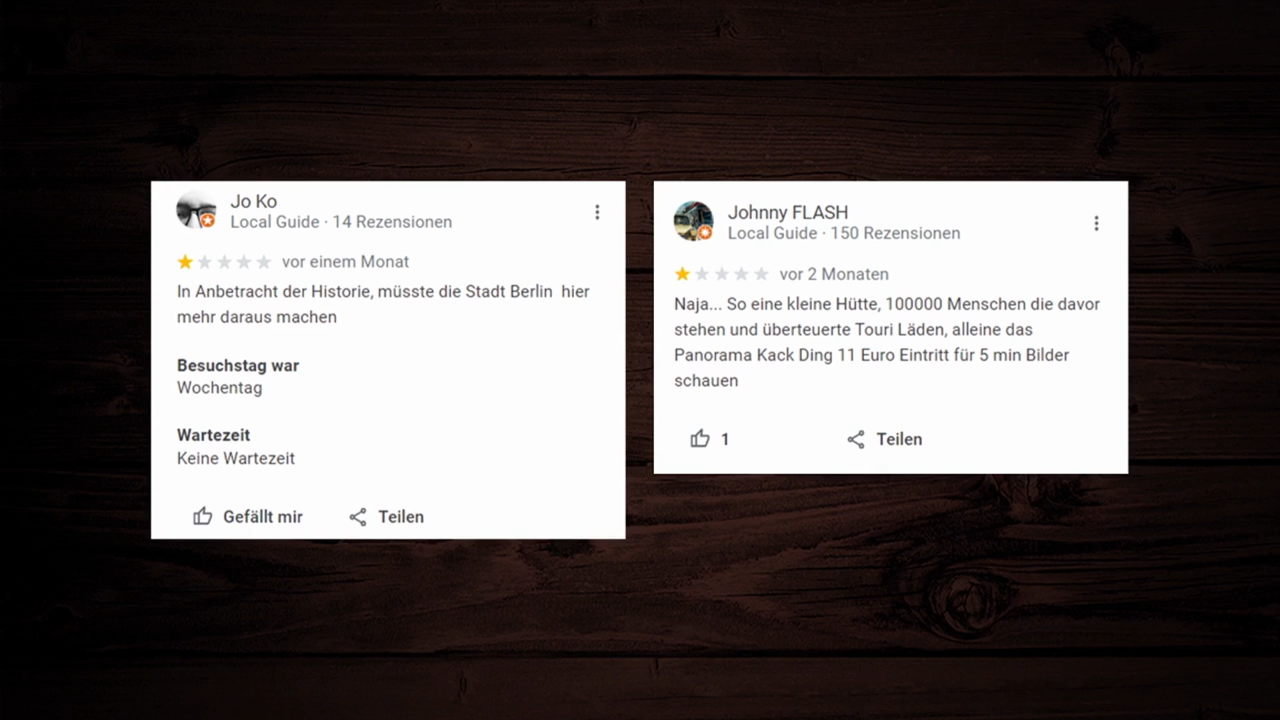 Jo Ko
Local Guide · 14 Rezensionen
vor einem Monat
In Anbetracht der Historie, müsste die Stadt Berlin  hier
mehr daraus machen
Besuchstag war
Wochentag
Wartezeit
Keine Wartezeit
Gefällt mir
Teilen
Johnny FLASH
Local Guide · 150 Rezensionen
vor 2 Monaten
Naja... So eine kleine Hütte, 100000 Menschen die davor
stehen und überteuerte Touri Läden, alleine das
Panorama Kack Ding 11 Euro Eintritt für 5 min Bilder
schauen
1
Teilen